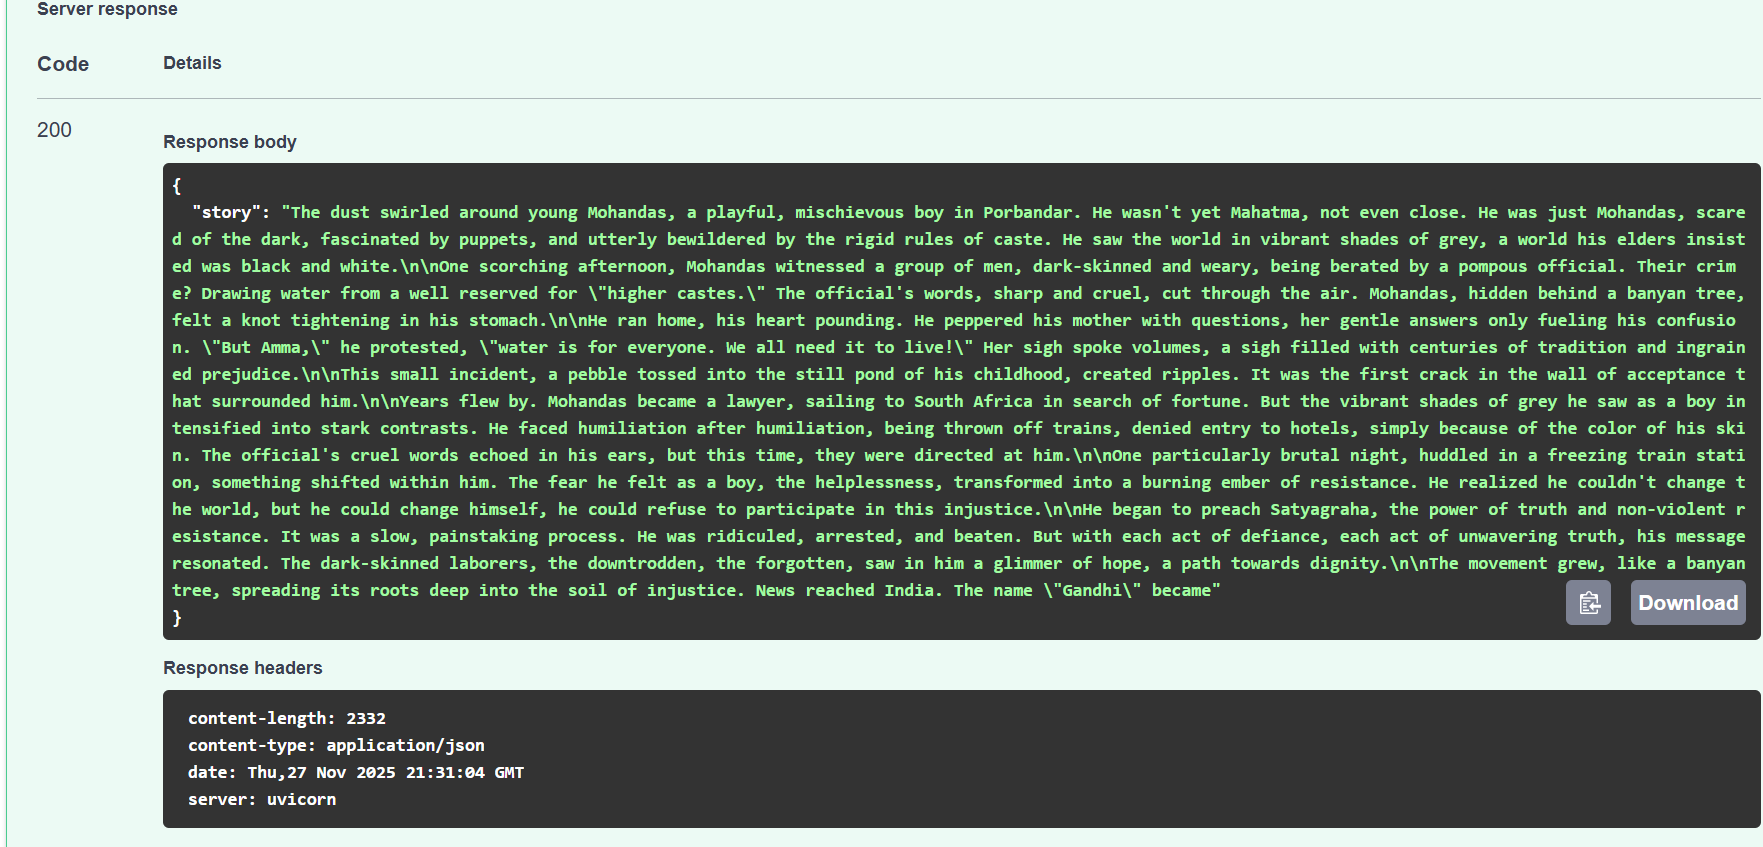 Server response
Code Details
200
Response body
{
"story": "The dust swirled around young Mohandas, a playful, mischievous boy in Porbandar. He wasn't yet Mahatma, not even close. He was just Mohandas, scare
d of the dark, fascinated by puppets, and utterly bewildered by the rigid rules of caste. He saw the world in vibrant shades of grey, a world his elders insist
ed was black and white.\n\nOne scorching afternoon, Mohandas witnessed a group of men, dark-skinned and weary, being berated by a pompous official. Their crim
e? Drawing water from a well reserved for \"higher castes.\" The official's words, sharp and cruel, cut through the air. Mohandas, hidden behind a banyan tree,
felt a knot tightening in his stomach.\n\nHe ran home, his heart pounding. He peppered his mother with questions, her gentle answers only fueling his confusio
n. \"But Amma,\" he protested, \"water is for everyone. We all need it to live!\" Her sigh spoke volumes, a sigh filled with centuries of tradition and ingrain
ed prejudice.\n\nThis small incident, a pebble tossed into the still pond of his childhood, created ripples. It was the first crack in the wall of acceptance t
hat surrounded him.\n\nYears flew by. Mohandas became a lawyer, sailing to South Africa in search of fortune. But the vibrant shades of grey he saw as a boy in
tensified into stark contrasts. He faced humiliation after humiliation, being thrown off trains, denied entry to hotels, simply because of the color of his ski
n. The official's cruel words echoed in his ears, but this time, they were directed at him.\n\nOne particularly brutal night, huddled in a freezing train stati
on, something shifted within him. The fear he felt as a boy, the helplessness, transformed into a burning ember of resistance. He realized he couldn't change t
he world, but he could change himself, he could refuse to participate in this injustice.\n\nHe began to preach Satyagraha, the power of truth and non-violent r
esistance. It was a slow, painstaking process. He was ridiculed, arrested, and beaten. But with each act of defiance, each act of unwavering truth, his message
resonated. The dark-skinned laborers, the downtrodden, the forgotten, saw in him a glimmer of hope, a path towards dignity.\n\nThe movement grew, like a banyan
tree, spreading its roots deep into the soil of injustice. News reached India. The name \"Gandhi\" became"
}
Download
Response headers
content-length: 2332
content-type: application/json
date: Thu,27 Nov 2025 21:31:04 GMT
server: uvicorn